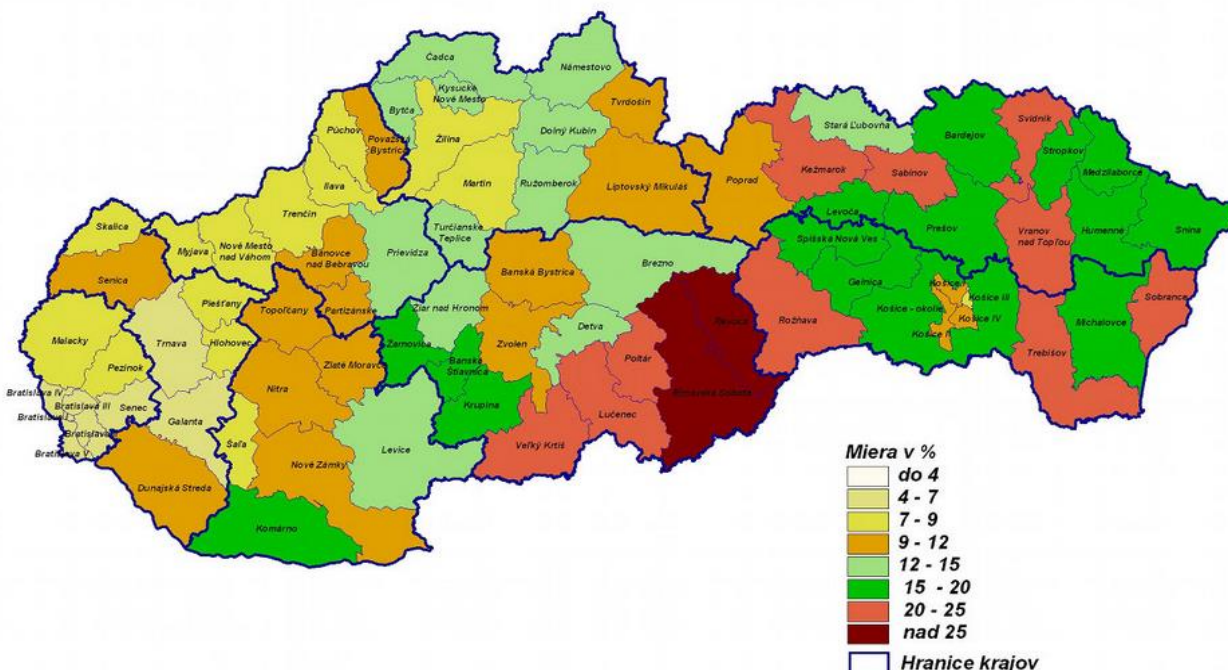 Čadca
Námestovo
Kysucké
Nové Mesto
Bytča
Tvrdošín
Púchov
Považská
Bystrica
Žilina
Dolný Kubín
Stará Ľubovňa
Bardejov
Svidník
Stropkov
Medzilaborce
Ilava
Martin
Ružomberok
Liptovský Mikuláš
Poprad
Kežmarok
Sabinov
Skalica
Trenčín
Turčianske
Teplice
Levoča
Prešov
Vranov
nad Topľou
Humenné
Snina
Myjava
Nové Mesto
nad Váhom
Bánovce
nad Bebravou
Prievidza
Spišská Nová Ves
Senica
Banská Bystrica
Brezno
Gelnica
Košice I
Košice III
Sobrance
Piešťany
Topoľčany
Partizánske
Žiar nad Hronom
Detva
Revúca
Rožňava
Košice - okolie
Košice IV
Košice II
Michalovce
Malacky
Trnava
Hlohovec
Žarnovica
Zvolen
Poltár
Trebišov
Pezinok
Nitra
Zlaté Moravce
Banská
Štiavnica
Rimavská Sobota
Bratislava IV
Bratislava III
Senec
Galanta
Krupina
Lučenec
Bratislava V
Šaľa
Veľký Krtíš
Nové Zámky
Levice
Dunajská Streda
Komárno
Miera v %
do 4
4 - 7
7 - 9
9 - 12
12 - 15
15 - 20
20 - 25
nad 25
Hranice krajov